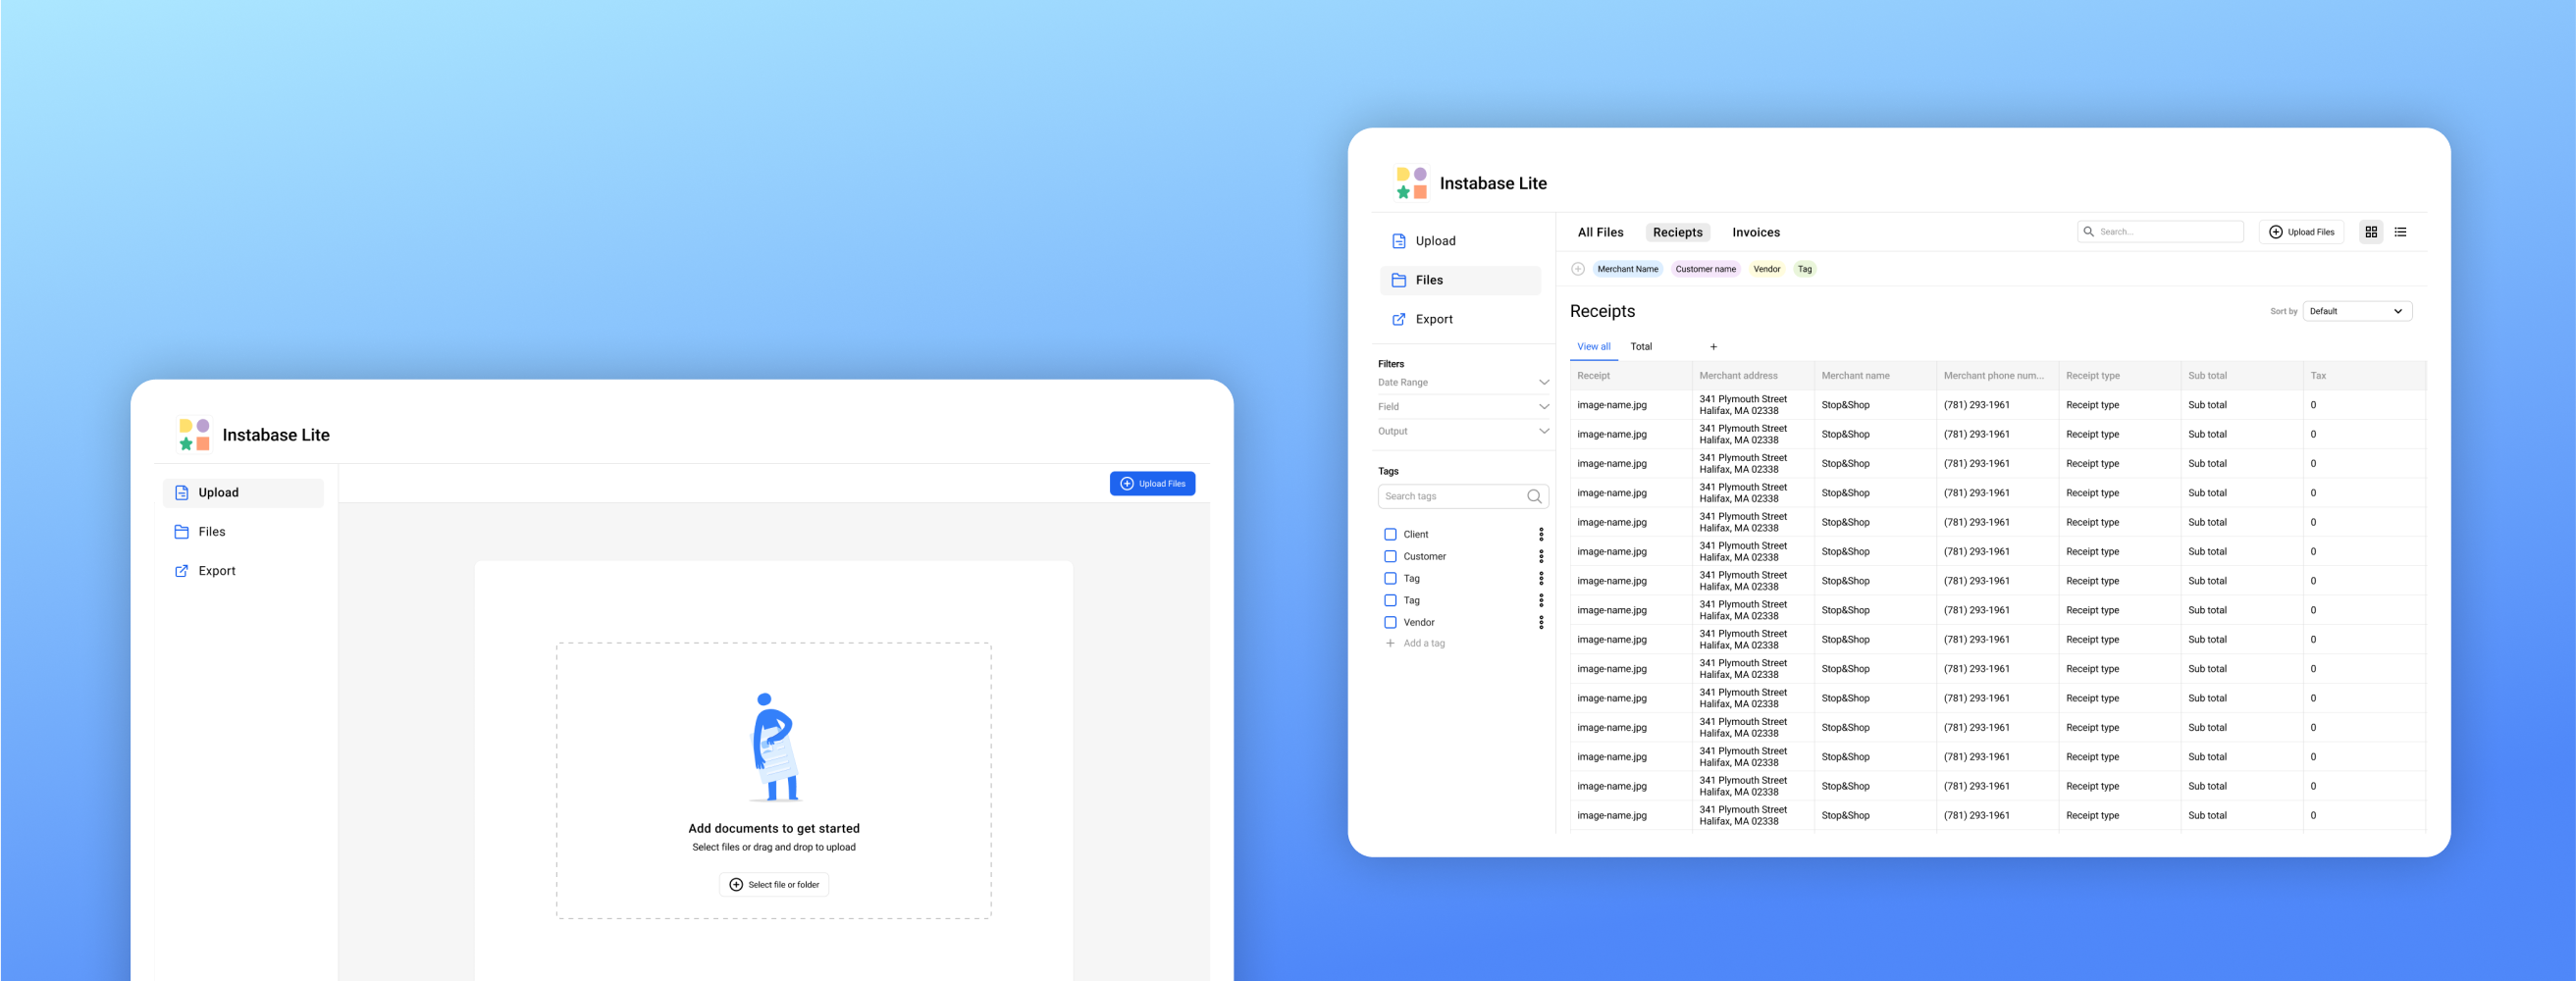 Instabase Lite
Upload
Files
Export
Upload Files
Add documents to get started
Select files or drag and drop to upload
Select file or folder
Instabase Lite
Upload
Files
Export
Filters
Date Range
Field
Output
Tags
Search tags
Client
Customer
Tag
Tag
Vendor
Add a tag
All Files Reciepts Invoices Search... Upload Files
Merchant Name Customer name Vendor Tag
Receipts
Sort by Default
View all Total +
Receipt Merchant address Merchant name Merchant phone num... Receipt type Sub total Tax
image-name.jpg 341 Plymouth Street Stop&Shop (781) 293-1961 Receipt type Sub total 0
Halifax, MA 02338
image-name.jpg 341 Plymouth Street Stop&Shop (781) 293-1961 Receipt type Sub total 0
Halifax, MA 02338
image-name.jpg 341 Plymouth Street Stop&Shop (781) 293-1961 Receipt type Sub total 0
Halifax, MA 02338
image-name.jpg 341 Plymouth Street Stop&Shop (781) 293-1961 Receipt type Sub total 0
Halifax, MA 02338
image-name.jpg 341 Plymouth Street Stop&Shop (781) 293-1961 Receipt type Sub total 0
Halifax, MA 02338
image-name.jpg 341 Plymouth Street Stop&Shop (781) 293-1961 Receipt type Sub total 0
Halifax, MA 02338
image-name.jpg 341 Plymouth Street Stop&Shop (781) 293-1961 Receipt type Sub total 0
Halifax, MA 02338
image-name.jpg 341 Plymouth Street Stop&Shop (781) 293-1961 Receipt type Sub total 0
Halifax, MA 02338
image-name.jpg 341 Plymouth Street Stop&Shop (781) 293-1961 Receipt type Sub total 0
Halifax, MA 02338
image-name.jpg 341 Plymouth Street Stop&Shop (781) 293-1961 Receipt type Sub total 0
Halifax, MA 02338
image-name.jpg 341 Plymouth Street Stop&Shop (781) 293-1961 Receipt type Sub total 0
Halifax, MA 02338
image-name.jpg 341 Plymouth Street Stop&Shop (781) 293-1961 Receipt type Sub total 0
Halifax, MA 02338
image-name.jpg 341 Plymouth Street Stop&Shop (781) 293-1961 Receipt type Sub total 0
Halifax, MA 02338
image-name.jpg 341 Plymouth Street Stop&Shop (781) 293-1961 Receipt type Sub total 0
Halifax, MA 02338
image-name.jpg 341 Plymouth Street Stop&Shop (781) 293-1961 Receipt type Sub total 0
Halifax, MA 02338